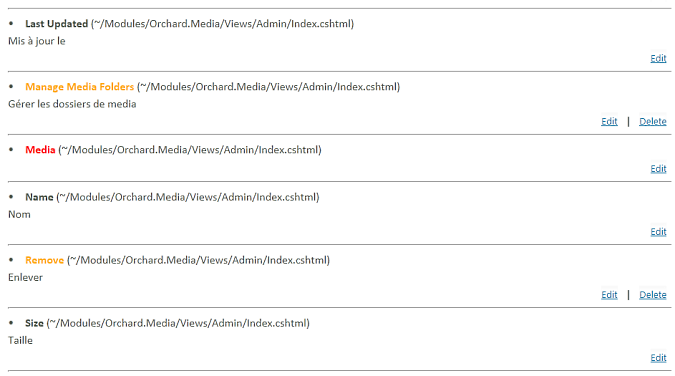 • Last Updated (~/Modules/Orchard.Media/Views/Admin/Index.cshtml)
Mis à jour le
Edit
• Manage Media Folders (~/Modules/Orchard.Media/Views/Admin/Index.cshtml)
Gérer les dossiers de media
Edit | Delete
• Media (~/Modules/Orchard.Media/Views/Admin/Index.cshtml)
Edit
• Name (~/Modules/Orchard.Media/Views/Admin/Index.cshtml)
Nom
Edit
• Remove (~/Modules/Orchard.Media/Views/Admin/Index.cshtml)
Enlever
Edit | Delete
• Size (~/Modules/Orchard.Media/Views/Admin/Index.cshtml)
Taille
Edit